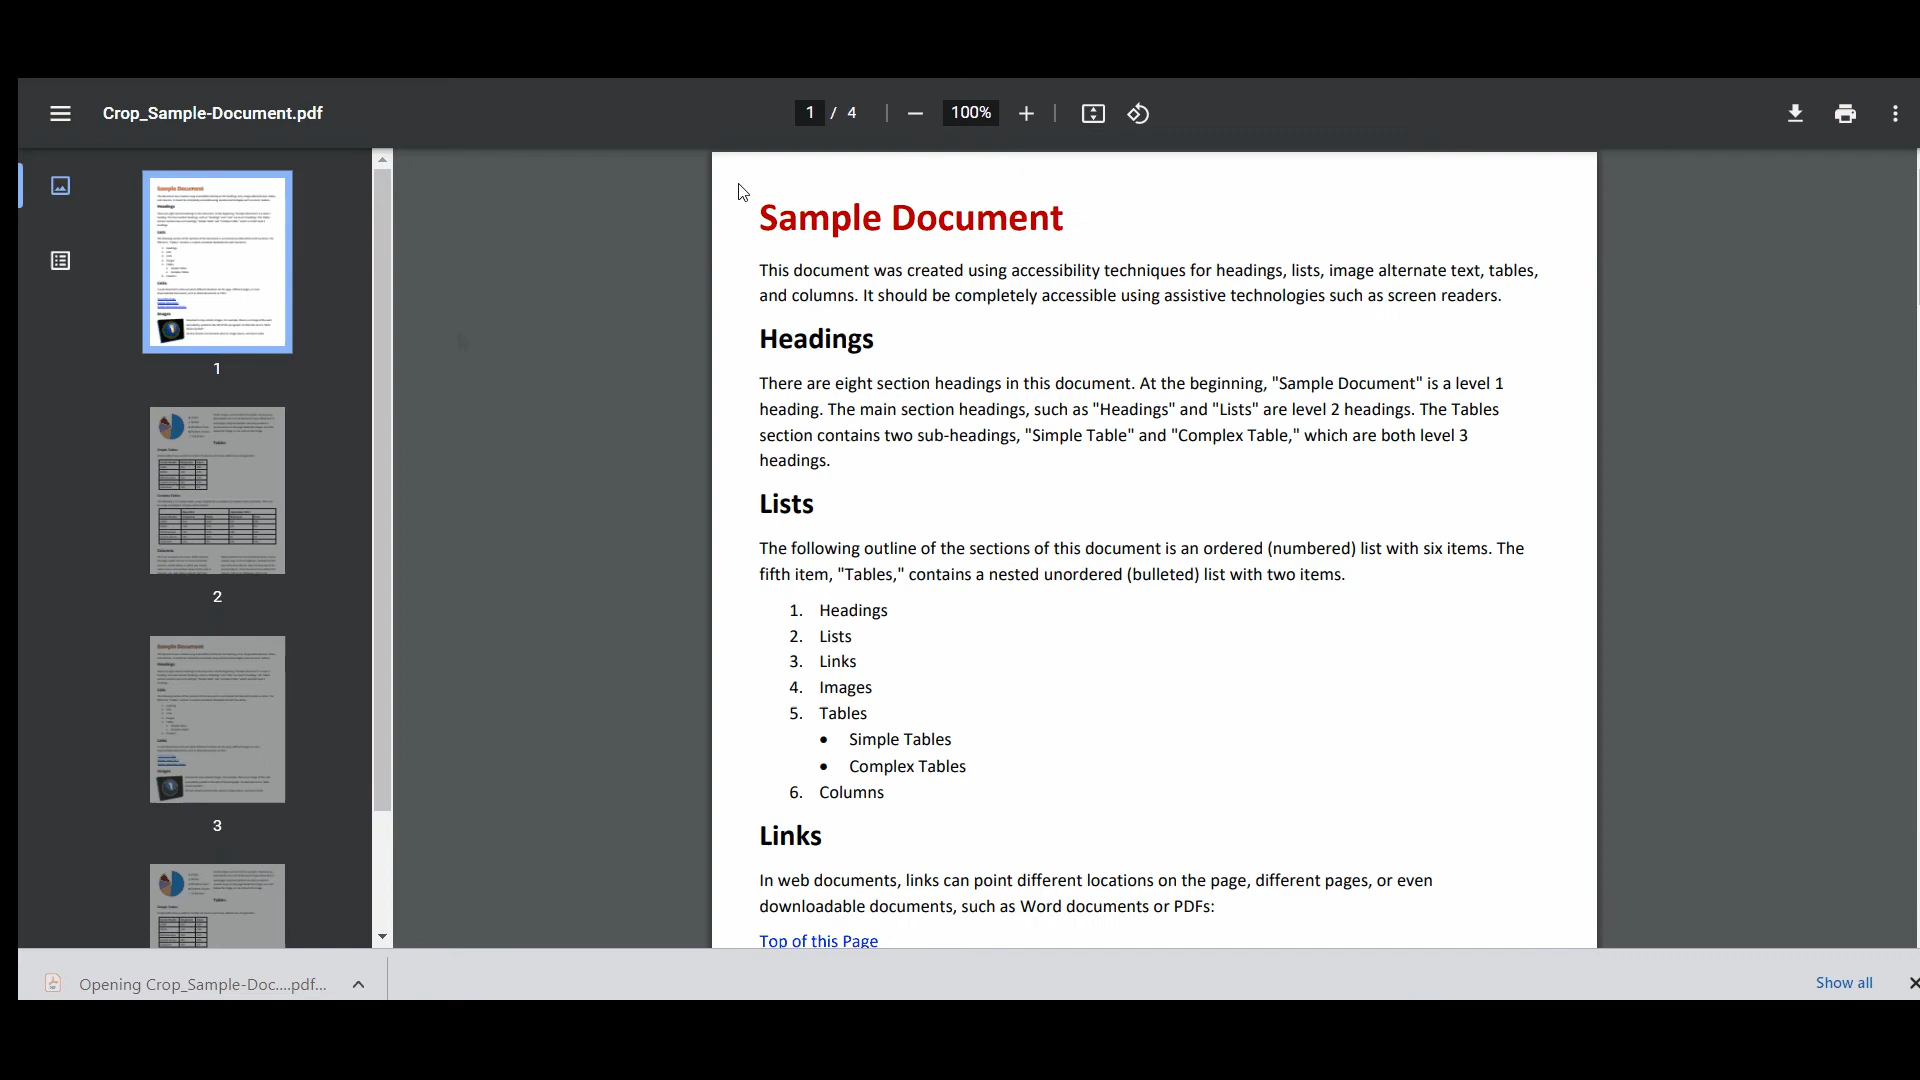 Crop_Sample-Document.pdf
1 / 4
100%
1
2
3
Sample Document
This document was created using accessibility techniques for headings, lists, image alternate text, tables,
and columns. It should be completely accessible using assistive technologies such as screen readers.
Headings
There are eight section headings in this document. At the beginning, "Sample Document" is a level 1
heading. The main section headings, such as "Headings" and "Lists" are level 2 headings. The Tables
section contains two sub-headings, "Simple Table" and "Complex Table," which are both level 3
headings.
Lists
The following outline of the sections of this document is an ordered (numbered) list with six items. The
fifth item, "Tables," contains a nested unordered (bulleted) list with two items.
1. Headings
2. Lists
3. Links
4. Images
5. Tables
• Simple Tables
• Complex Tables
6. Columns
Links
In web documents, links can point different locations on the page, different pages, or even
downloadable documents, such as Word documents or PDFs:
Top of this Page
Opening Crop_Sample-Doc....pdf...
Show all